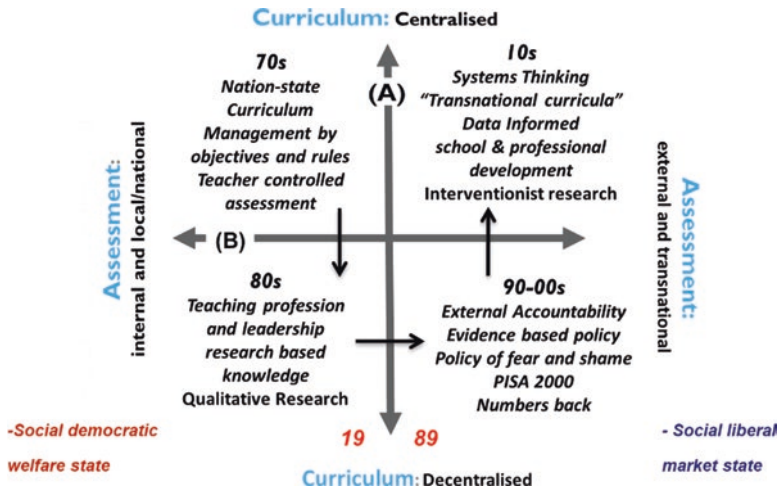 Curriculum: Centralised
70s
Nation-state
Curriculum
Management by
objectives and rules
Teacher controlled
assessment
(A)
10s
Systems Thinking
“Transnational curricula”
Data Informed
school & professional
development
Interventionist research
Assessment:
internal and local/national
(B)
Assessment:
external and transnational
80s
Teaching profession
and leadership
research based
knowledge
Qualitative Research
90-00s
External Accountability
Evidence based policy
Policy of fear and shame
PISA 2000
Numbers back
-Social democratic
welfare state
19 89
- Social liberal
market state
Curriculum: Decentralised